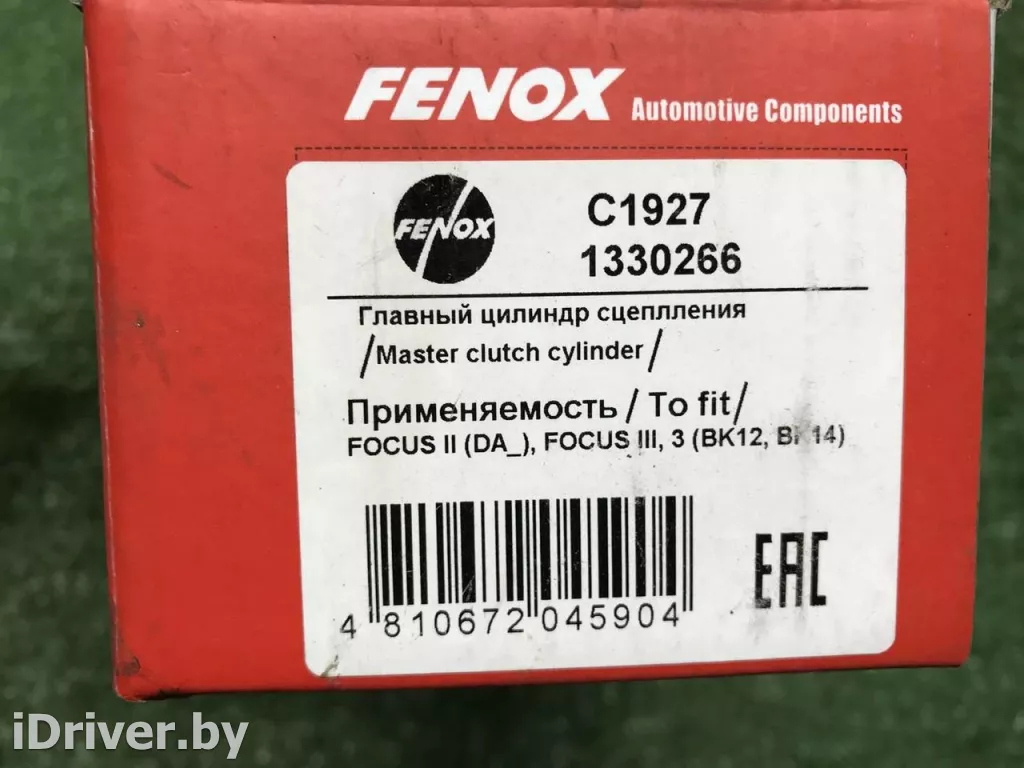 FENOX Automotive Components
FENOX
C1927
1330266
Главный цилиндр сцеплления
/Master clutch cylinder/
Применяемость / To fit/
FOCUS II (DA_), FOCUS III, 3 (BK12, 14)
4 810672 045904
EAC
iDriver.by